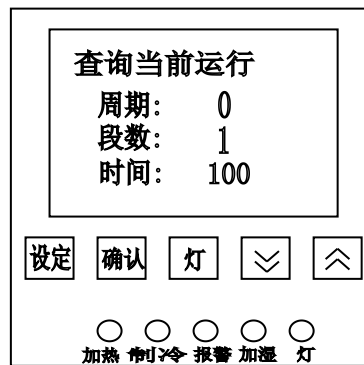 查询当前运行
周期: 0
段数: 1
时间: 100
设定 确认 灯
加热 制冷 报警 加湿 灯